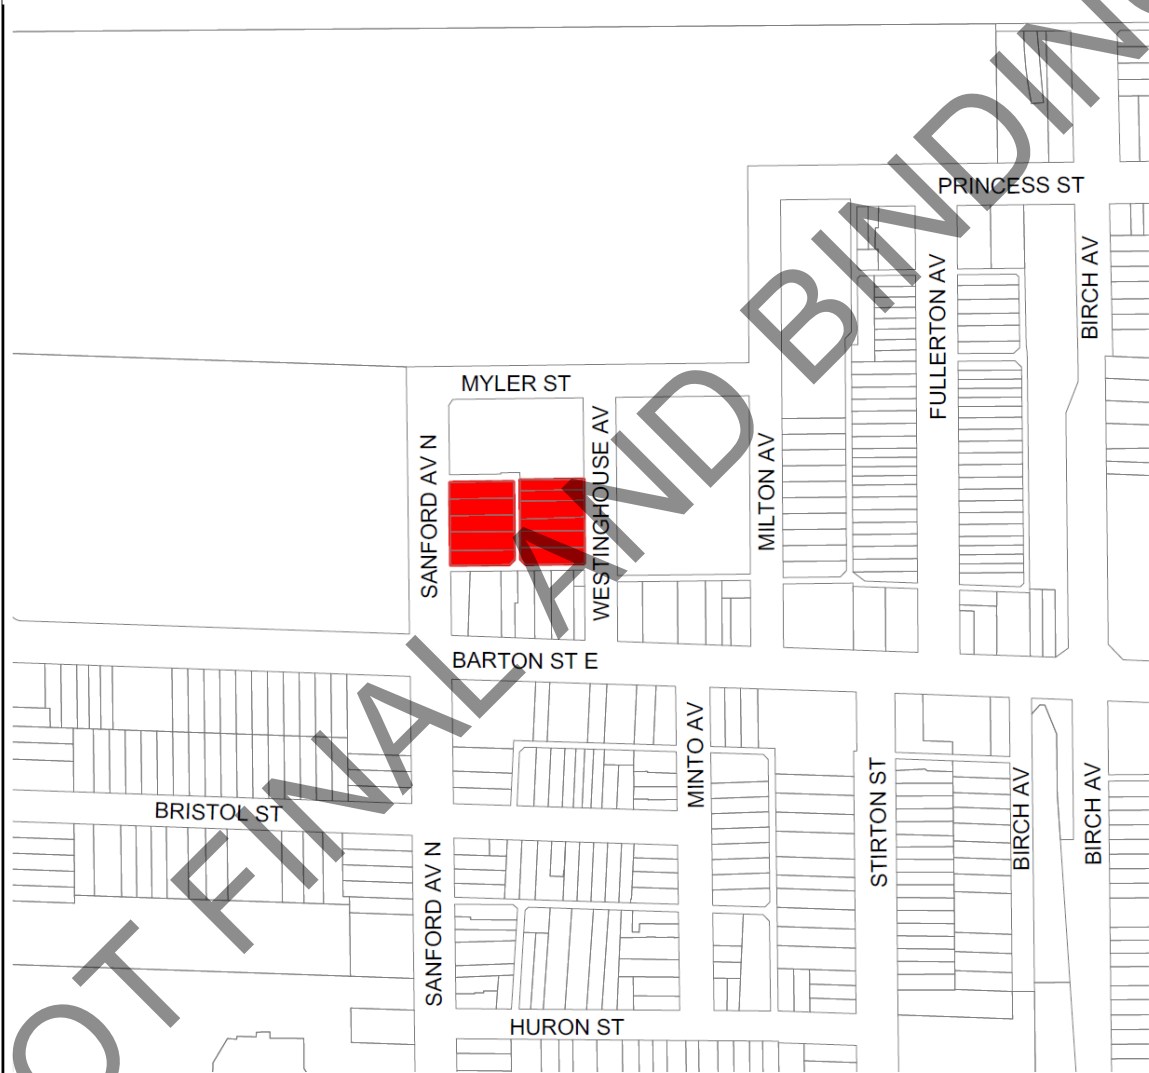 PRINCESS ST
BIRCH AV
FULLERTON AV
MYLER ST
SANFORD AV N
WESTINGHOUSE AV
MILTON AV
BARTON ST E
MINTO AV
BRISTOL ST
STIRTON ST
BIRCH AV
BIRCH AV
SANFORD AV N
HURON ST
OT FINAL AND BINDING